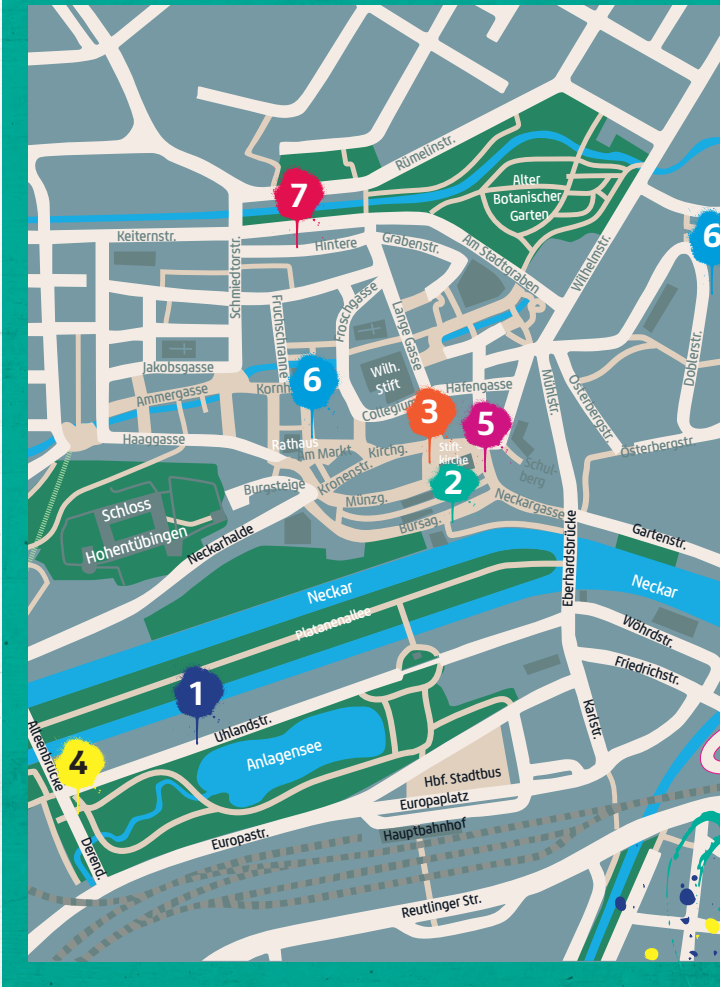 Rümelinstr.
7
Alter
Botanischer
Garten
6
Keiternstr.
Hintere
Grabenstr.
Am Stadtgraben
Wilhelmstr.
Schmiedtorstr.
Fruchschranne
Froschgasse
Lange Gasse
Doblerstr.
Jakobsgasse
Wilh.
Stift
Ammergasse
Kornh
6
Hafengasse
Mühlstr.
Österbergstr.
Collegium
3
5
Haaggasse
Rathaus
Am Markt
Kirchg.
Stift-
kirche
Schul-
berg
Österbergstr.
Burgsteige
Kronenstr.
2
Münzg.
Neckargasse
Schloss
Hohentübingen
Neckarhalde
Bursag.
Eberhardsbrücke
Gartenstr.
Neckar
Neckar
Platanenallee
Wöhrdstr.
Friedrichstr.
1
Uhlandstr.
Karlstr.
Alleenbrücke
4
Anlagensee
Hbf. Stadtbus
Europaplatz
Hauptbahnhof
Europastr.
Derend.
Reutlinger Str.